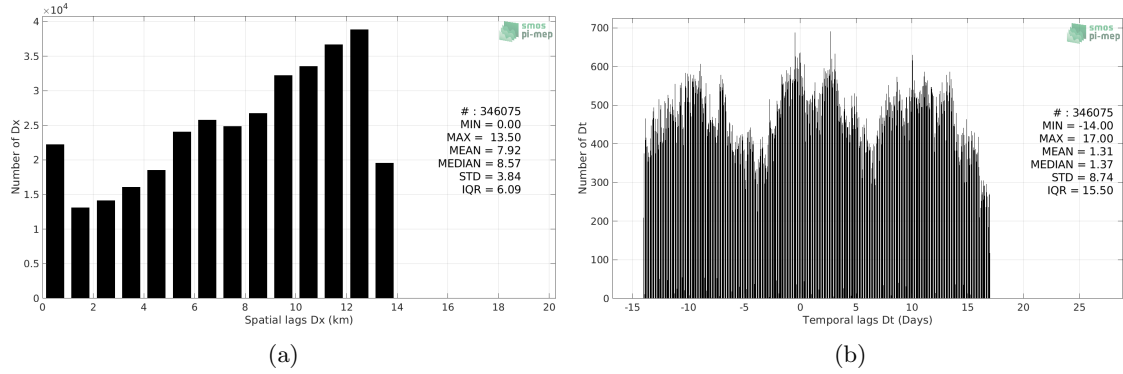 ×10⁴
4
3.5
3
2.5
2
1.5
1
0.5
0
Number of Dx
0 2 4 6 8 10 12 14 16 18 20
Spatial lags Dx (km)
smos
pi-mep
# : 346075
MIN = 0.00
MAX = 13.50
MEAN = 7.92
MEDIAN = 8.57
STD = 3.84
IQR = 6.09
(a)
700
600
500
400
300
200
100
0
Number of Dt
-15 -10 -5 0 5 10 15 20 25
Temporal lags Dt (Days)
smos
pi-mep
# : 346075
MIN = -14.00
MAX = 17.00
MEAN = 1.31
MEDIAN = 1.37
STD = 8.74
IQR = 15.50
(b)